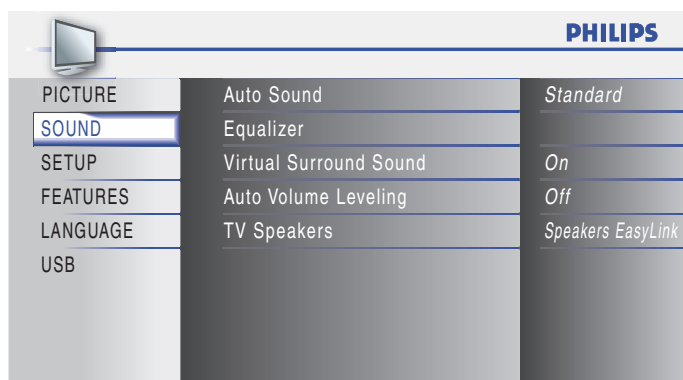 PHILIPS
PICTURE
SOUND
SETUP
FEATURES
LANGUAGE
USB
Auto Sound
Equalizer
Virtual Surround Sound
Auto Volume Leveling
TV Speakers
Standard
On
Off
Speakers EasyLink